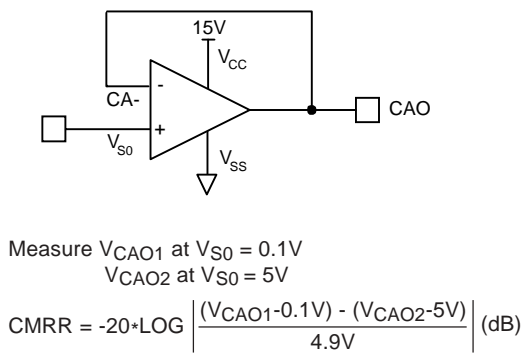 15V
VCC
-
CA-
CAO
+
VS0
VSS
Measure VCAO1 at VS0 = 0.1V
VCAO2 at VS0 = 5V
CMRR = -20*LOG | (VCAO1-0.1V) - (VCAO2-5V) / 4.9V | (dB)